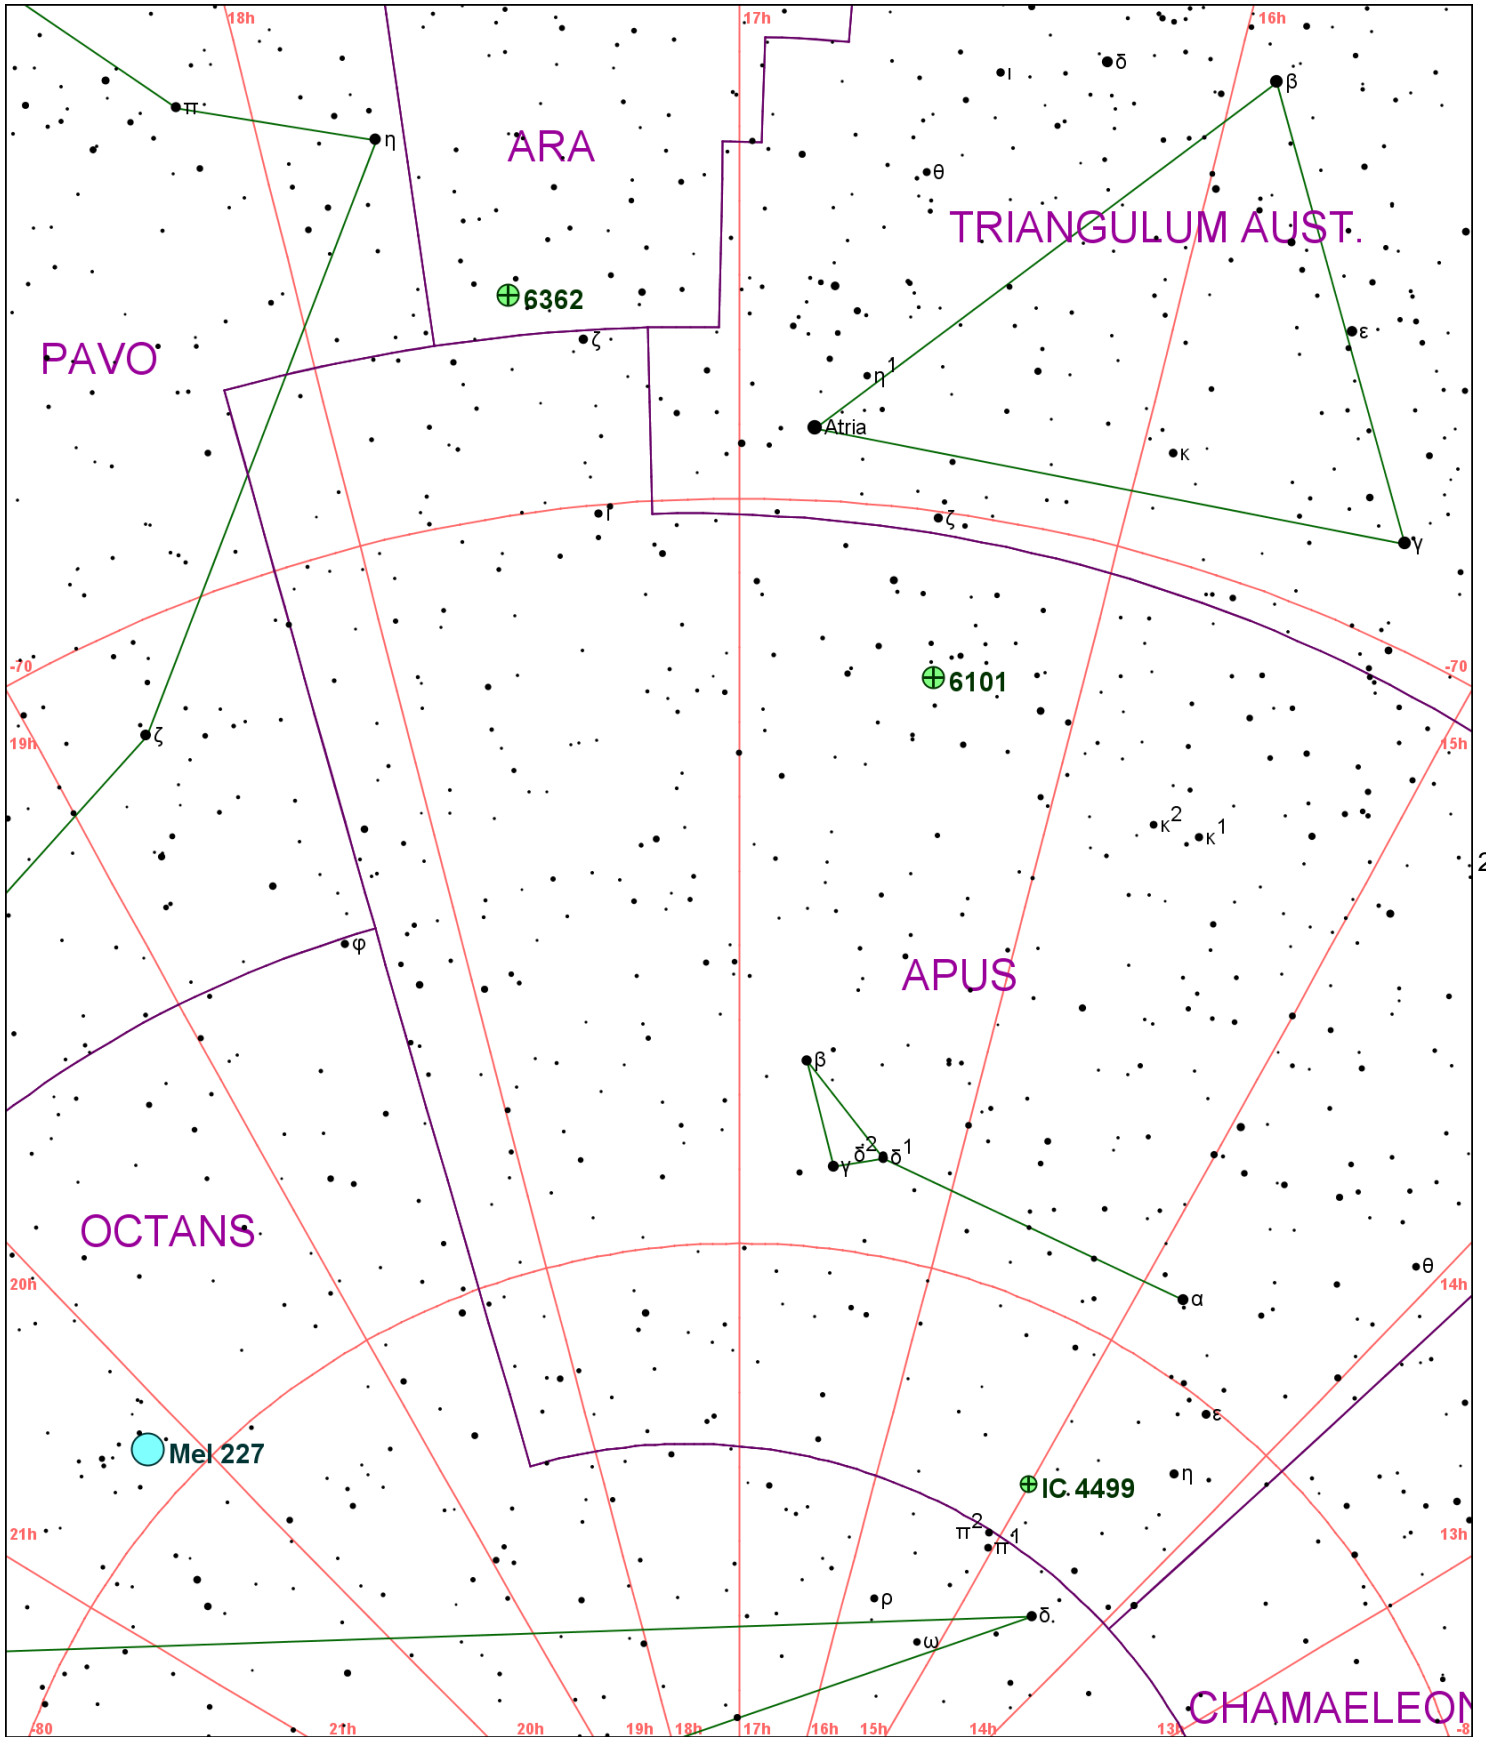 18h
17h
16h
ι
δ
β
π
η
ARA
θ
TRIANGULUM AUST.
6362
ζ
ε
PAVO
η1
Atria
κ
ι
ζ
γ
-70
-70
6101
19h
ζ
15h
κ2
κ1
2
φ
APUS
β
δ2
δ1
γ
OCTANS
θ
20h
14h
α
ε
Mel 227
η
IC 4499
21h
π2
π1
13h
ρ
δ
ω
CHAMAELEON
-80
21h
20h
19h
18h
17h
16h
15h
14h
13h
-8